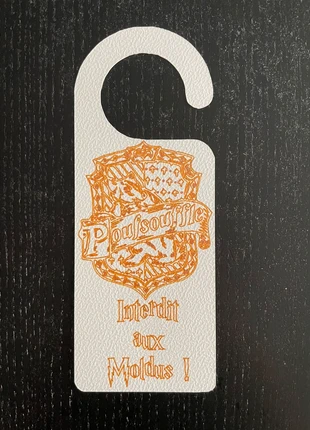 Poufsouffle
Interdit
aux
Moldus !